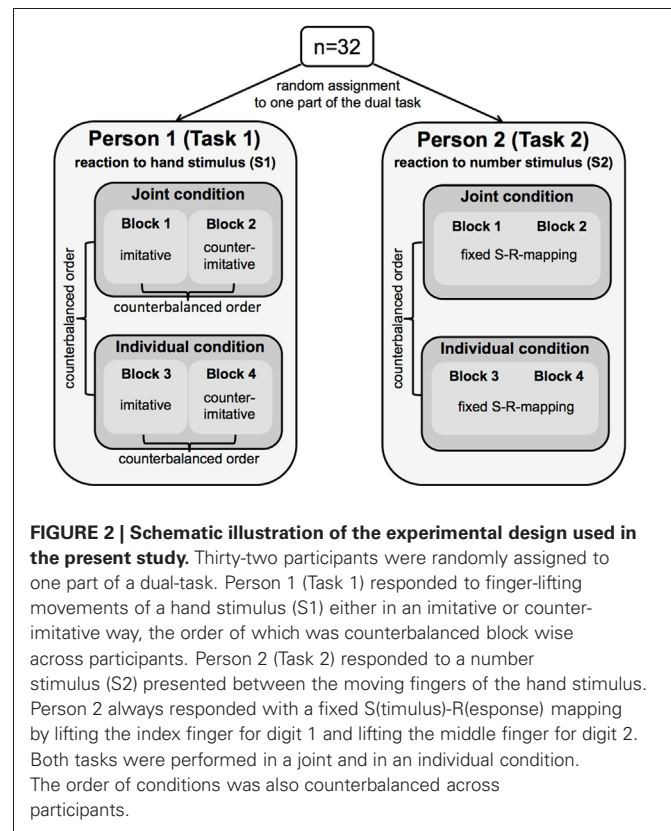 n=32
random assignment
to one part of the dual task
Person 1 (Task 1)
reaction to hand stimulus (S1)
counterbalanced order
Joint condition
Block 1
imitative
Block 2
counter-
imitative
counterbalanced order
Individual condition
Block 3
imitative
Block 4
counter-
imitative
counterbalanced order
Person 2 (Task 2)
reaction to number stimulus (S2)
counterbalanced order
Joint condition
Block 1 Block 2
fixed S-R-mapping
Individual condition
Block 3 Block 4
fixed S-R-mapping
FIGURE 2 | Schematic illustration of the experimental design used in
the present study. Thirty-two participants were randomly assigned to
one part of a dual-task. Person 1 (Task 1) responded to finger-lifting
movements of a hand stimulus (S1) either in an imitative or counter-
imitative way, the order of which was counterbalanced block wise
across participants. Person 2 (Task 2) responded to a number
stimulus (S2) presented between the moving fingers of the hand stimulus.
Person 2 always responded with a fixed S(timulus)-R(esponse) mapping
by lifting the index finger for digit 1 and lifting the middle finger for digit 2.
Both tasks were performed in a joint and in an individual condition.
The order of conditions was also counterbalanced across
participants.